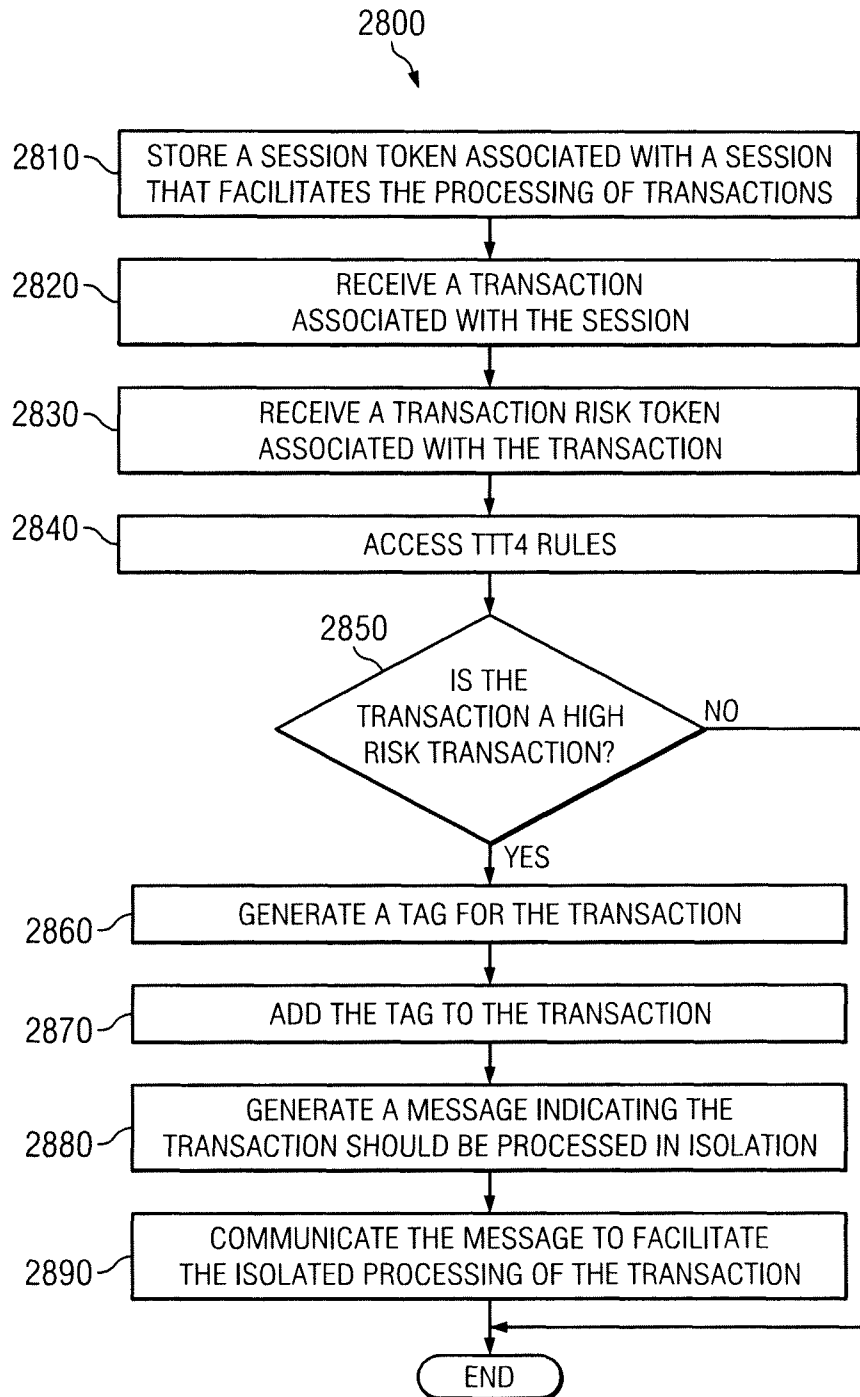 2800
2810
STORE A SESSION TOKEN ASSOCIATED WITH A SESSION
THAT FACILITATES THE PROCESSING OF TRANSACTIONS
2820
RECEIVE A TRANSACTION
ASSOCIATED WITH THE SESSION
2830
RECEIVE A TRANSACTION RISK TOKEN
ASSOCIATED WITH THE TRANSACTION
2840
ACCESS TTT4 RULES
2850
IS THE
TRANSACTION A HIGH
RISK TRANSACTION?
NO
YES
2860
GENERATE A TAG FOR THE TRANSACTION
2870
ADD THE TAG TO THE TRANSACTION
2880
GENERATE A MESSAGE INDICATING THE
TRANSACTION SHOULD BE PROCESSED IN ISOLATION
2890
COMMUNICATE THE MESSAGE TO FACILITATE
THE ISOLATED PROCESSING OF THE TRANSACTION
END